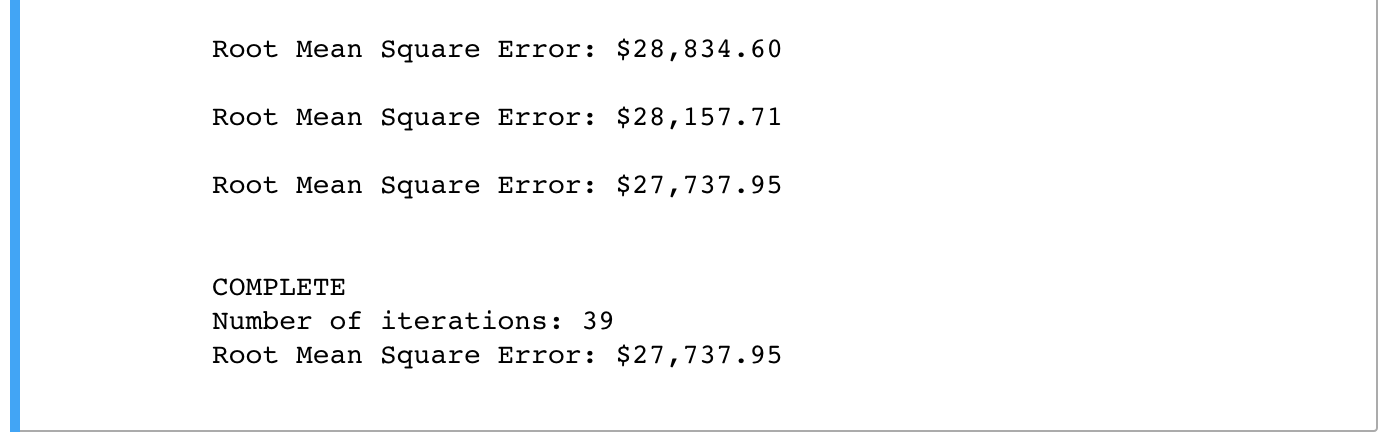 Root Mean Square Error: $28,834.60
Root Mean Square Error: $28,157.71
Root Mean Square Error: $27,737.95
COMPLETE
Number of iterations: 39
Root Mean Square Error: $27,737.95